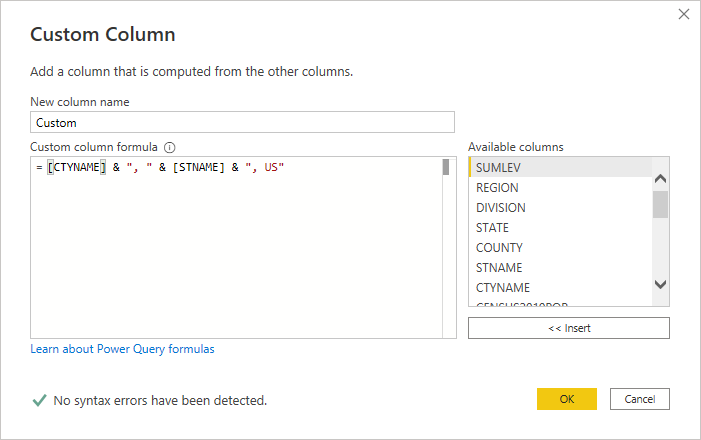 Custom Column
Add a column that is computed from the other columns.
New column name
Custom
Custom column formula
= [CTYNAME] & ", " & [STNAME] & ", US"
Available columns
SUMLEV
REGION
DIVISION
STATE
COUNTY
STNAME
CTYNAME
<< Insert
Learn about Power Query formulas
No syntax errors have been detected.
OK
Cancel